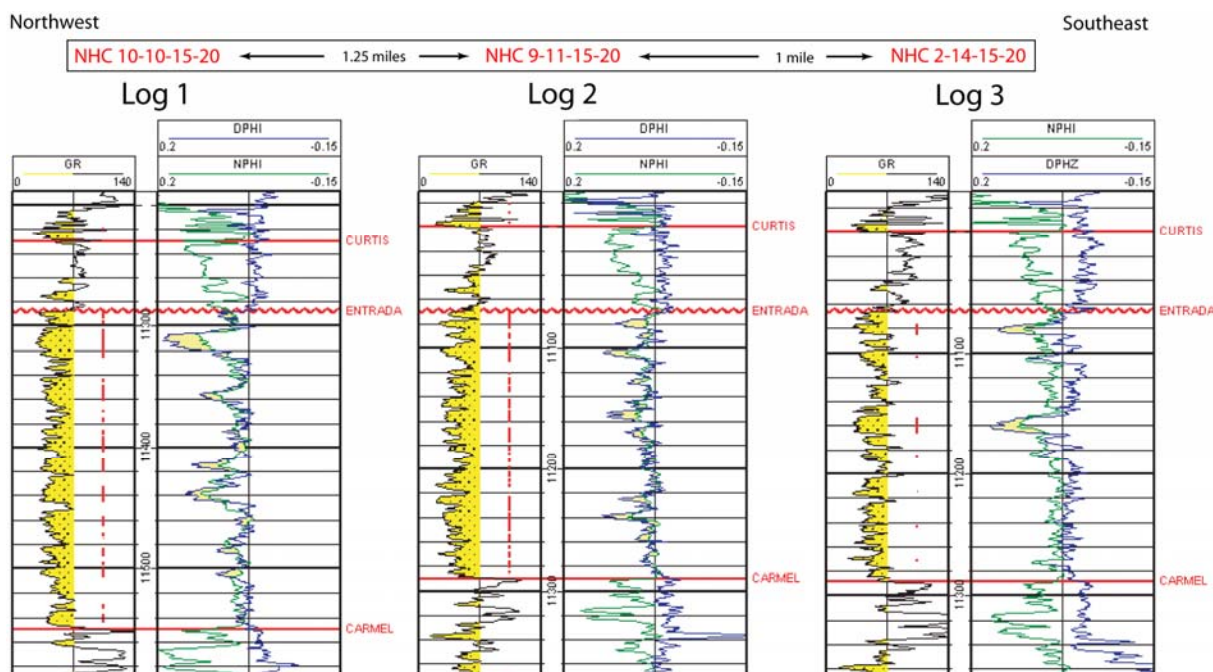 Northwest
Southeast
NHC 10-10-15-20 1.25 miles NHC 9-11-15-20 1 mile NHC 2-14-15-20
Log 1
Log 2
Log 3
DPHI
0.2 -0.15
GR
0 140
NPHI
0.2 -0.15
CURTIS
ENTRADA
11300
11400
11500
CARMEL
DPHI
0.2 -0.15
GR
0 140
NPHI
0.2 -0.15
CURTIS
ENTRADA
11100
11200
11300
CARMEL
NPHI
0.2 -0.15
GR
0 140
DPHZ
0.2 -0.15
CURTIS
ENTRADA
11100
11200
11300
CARMEL